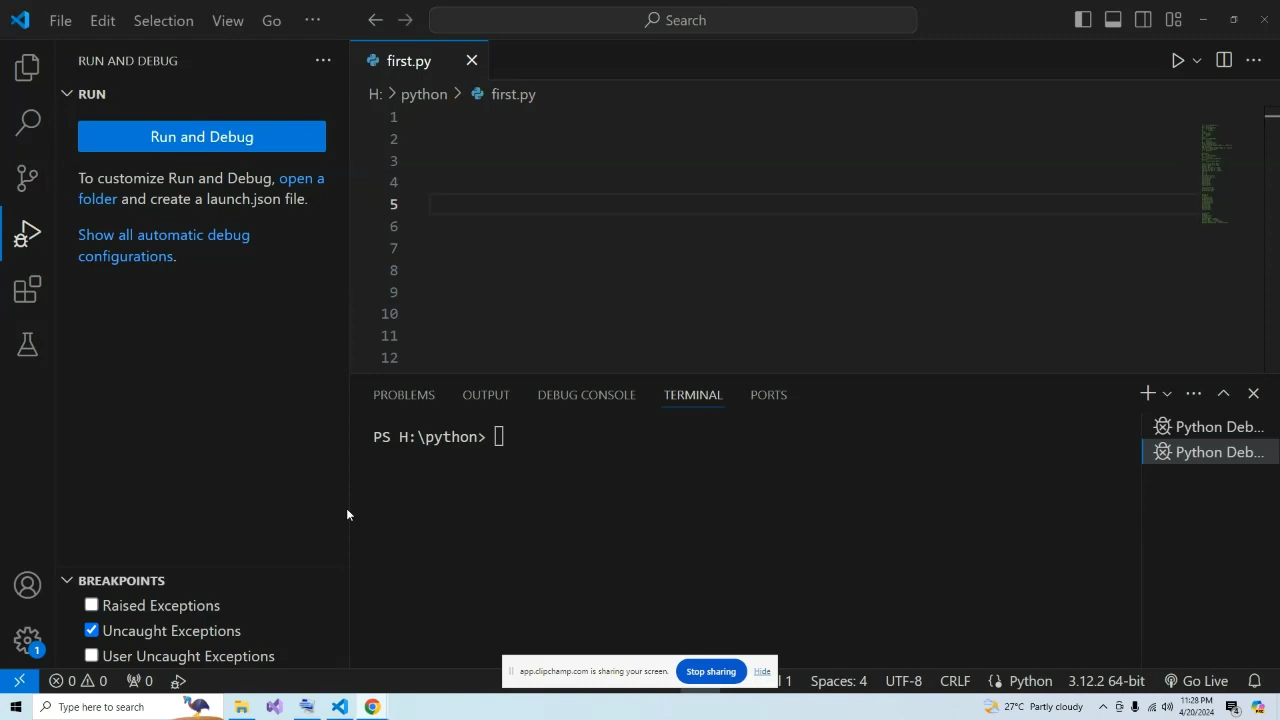 File Edit Selection View Go ··· Search
RUN AND DEBUG ···
first.py
RUN
H: > python > first.py
Run and Debug
To customize Run and Debug, open a
folder and create a launch.json file.
Show all automatic debug
configurations.
1
2
3
4
5
6
7
8
9
10
11
12
PROBLEMS OUTPUT DEBUG CONSOLE TERMINAL PORTS
PS H:\python>
Python Deb...
Python Deb...
BREAKPOINTS
Raised Exceptions
Uncaught Exceptions
User Uncaught Exceptions
1
app.clipchamp.com is sharing your screen. Stop sharing Hide
0 0 0 1 Spaces: 4 UTF-8 CRLF Python 3.12.2 64-bit Go Live
Type here to search 27°C Partly cloudy 11:28 PM
4/20/2024